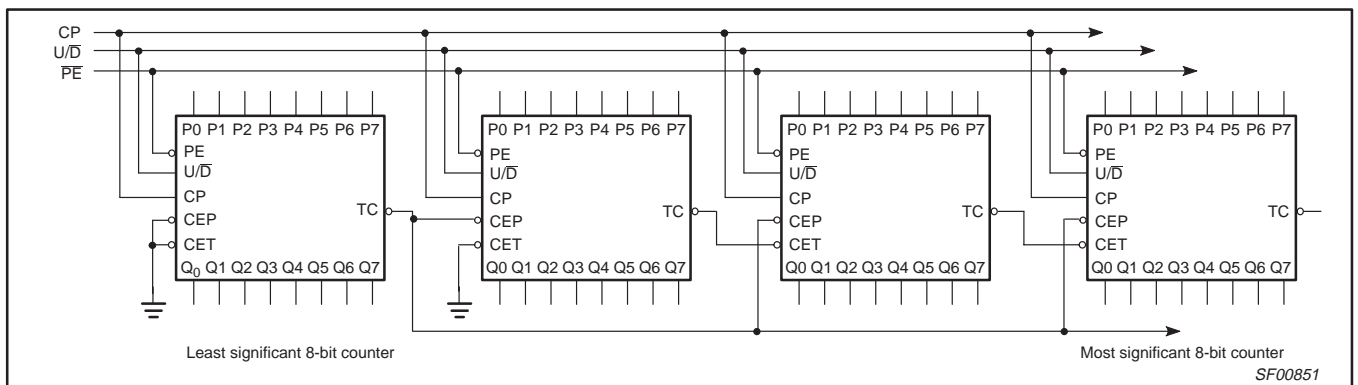 CP
U/D̅
P̅E̅
P0 P1 P2 P3 P4 P5 P6 P7
PE
U/D̅
CP
CEP
CET
TC
Q0 Q1 Q2 Q3 Q4 Q5 Q6 Q7
P0 P1 P2 P3 P4 P5 P6 P7
PE
U/D̅
CP
CEP
CET
TC
Q0 Q1 Q2 Q3 Q4 Q5 Q6 Q7
P0 P1 P2 P3 P4 P5 P6 P7
PE
U/D̅
CP
CEP
CET
TC
Q0 Q1 Q2 Q3 Q4 Q5 Q6 Q7
P0 P1 P2 P3 P4 P5 P6 P7
PE
U/D̅
CP
CEP
CET
TC
Q0 Q1 Q2 Q3 Q4 Q5 Q6 Q7
Least significant 8-bit counter
Most significant 8-bit counter
SF00851